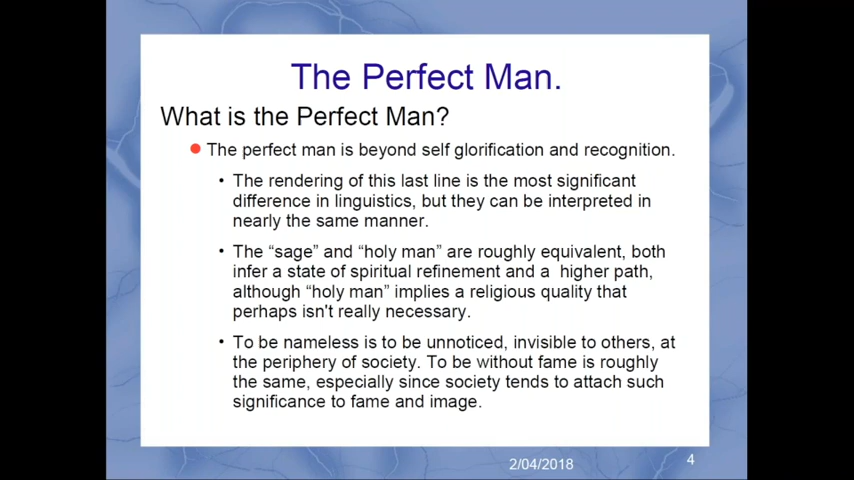 The Perfect Man.
What is the Perfect Man?
The perfect man is beyond self glorification and recognition.
• The rendering of this last line is the most significant
difference in linguistics, but they can be interpreted in
nearly the same manner.
• The “sage” and “holy man” are roughly equivalent, both
infer a state of spiritual refinement and a higher path,
although “holy man” implies a religious quality that
perhaps isn't really necessary.
• To be nameless is to be unnoticed, invisible to others, at
the periphery of society. To be without fame is roughly
the same, especially since society tends to attach such
significance to fame and image.
2/04/2018
4